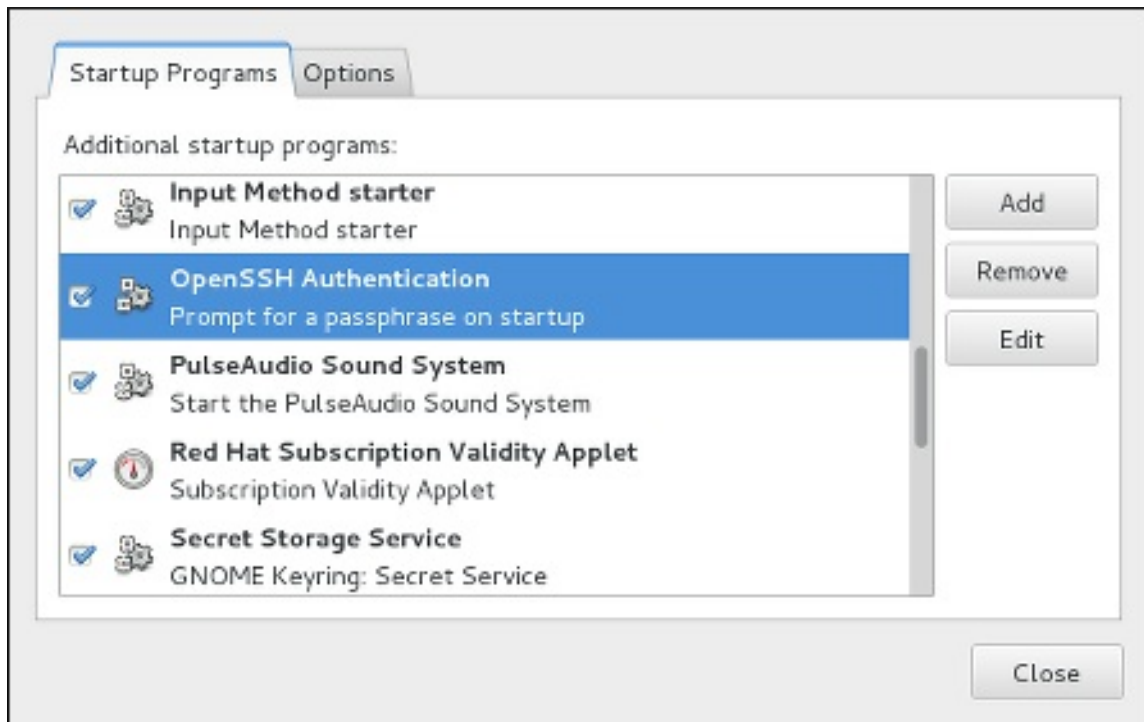 Startup Programs
Options
Additional startup programs:
Input Method starter
Input Method starter
OpenSSH Authentication
Prompt for a passphrase on startup
PulseAudio Sound System
Start the PulseAudio Sound System
Red Hat Subscription Validity Applet
Subscription Validity Applet
Secret Storage Service
GNOME Keyring: Secret Service
Add
Remove
Edit
Close